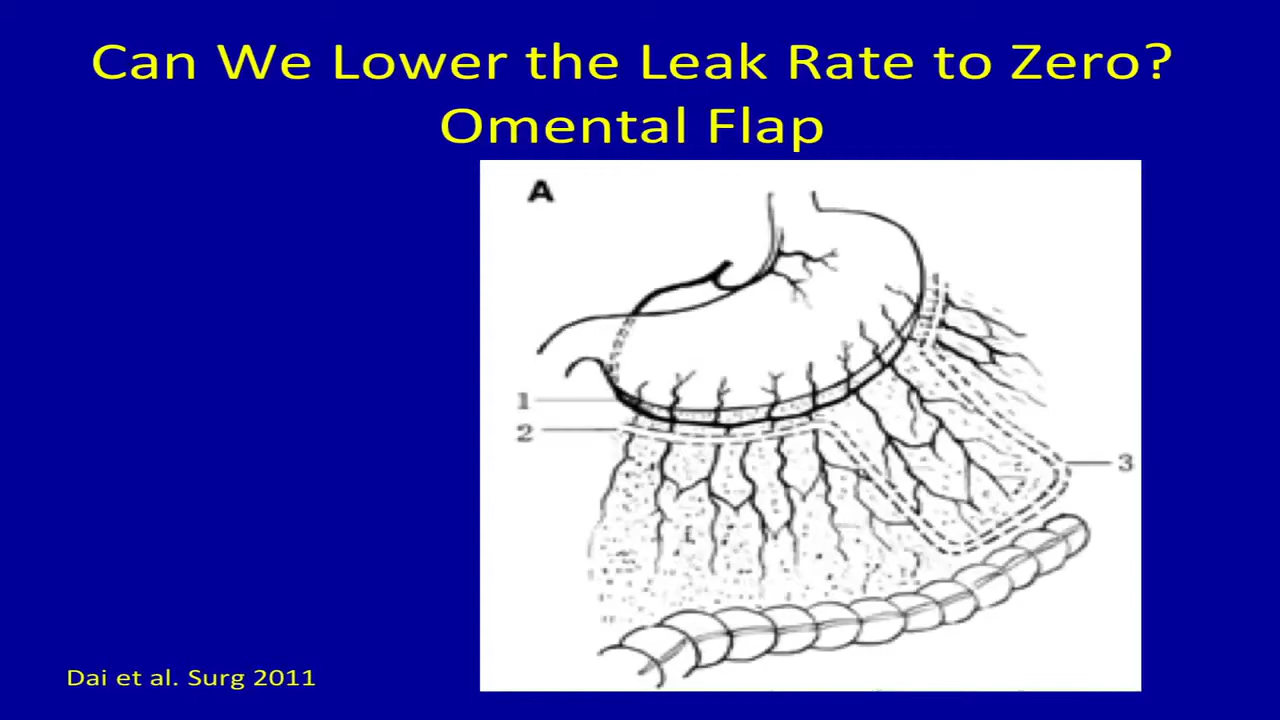 Can We Lower the Leak Rate to Zero?
Omental Flap
A
1
2
3
Dai et al. Surg 2011